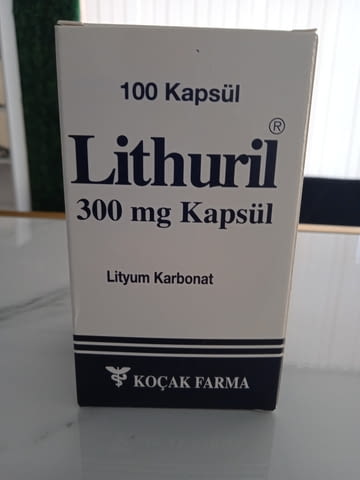 100 Kapsül
Lithuril®
300 mg Kapsül
Lityum Karbonat
KOÇAK FARMA